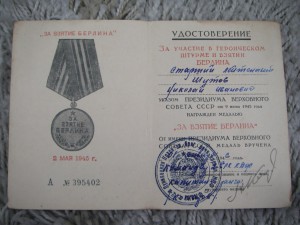 „ЗА ВЗЯТИЕ БЕРЛИНА“
ЗА
ВЗЯТИЕ
БЕРЛИНА
2 МАЯ 1945 г.
А № 395402
УДОСТОВЕРЕНИЕ
ЗА УЧАСТИЕ В ГЕРОИЧЕСКОМ
ШТУРМЕ И ВЗЯТИИ
БЕРЛИНА
Старший лейтенант
Шутов
Николай Иванович
УКАЗОМ ПРЕЗИДИУМА ВЕРХОВНОГО
СОВЕТА СССР от 9 июня 1945 года
НАГРАЖДЕН МЕДАЛЬЮ
„ЗА ВЗЯТИЕ БЕРЛИНА“
ОТ ИМЕНИ ПРЕЗИДИУМА ВЕРХОВНОГО
СОВЕТА СССР МЕДАЛЬ ВРУЧЕНА